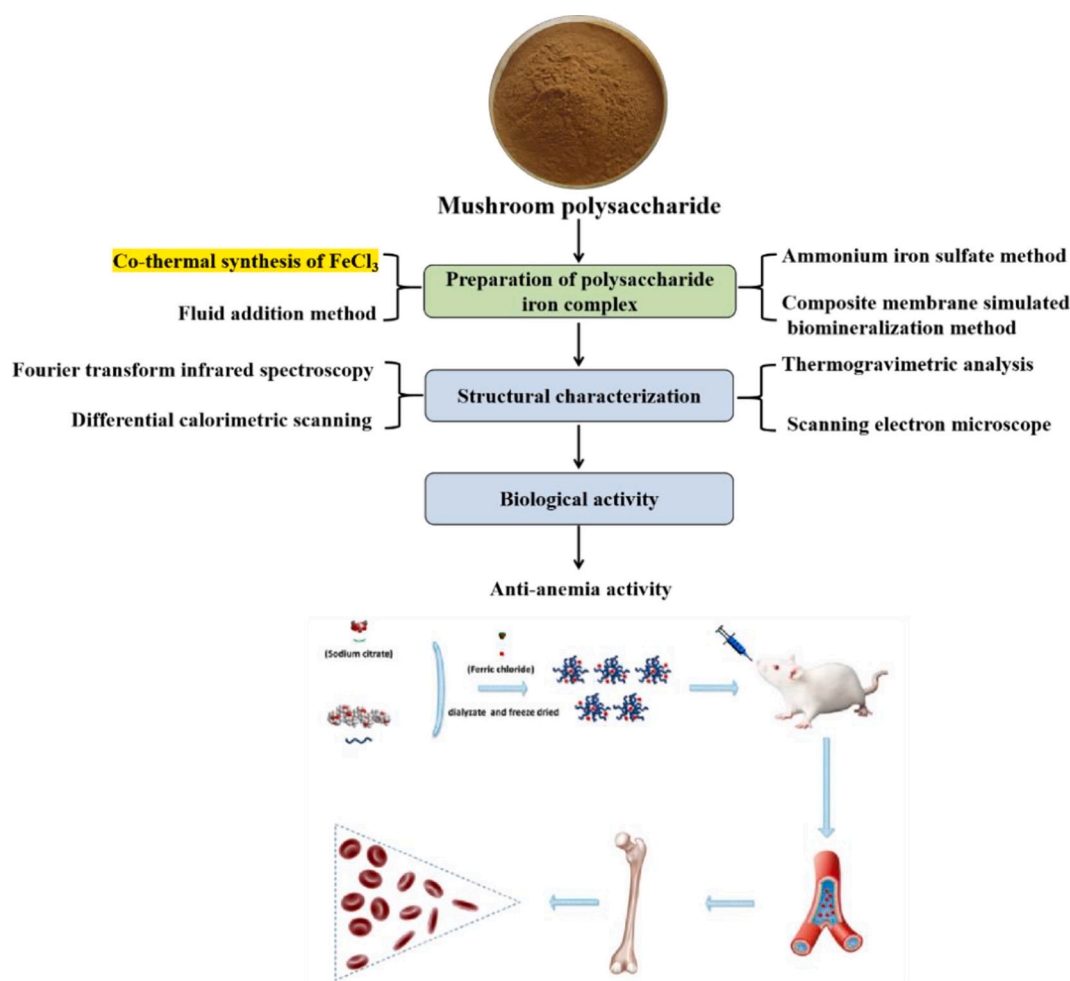 Mushroom polysaccharide
Co-thermal synthesis of FeCl₃
Fluid addition method
Preparation of polysaccharide
iron complex
Ammonium iron sulfate method
Composite membrane simulated
biomineralization method
Fourier transform infrared spectroscopy
Differential calorimetric scanning
Structural characterization
Thermogravimetric analysis
Scanning electron microscope
Biological activity
Anti-anemia activity
(Sodium citrate)
(Ferric chloride)
dialyzate and freeze dried